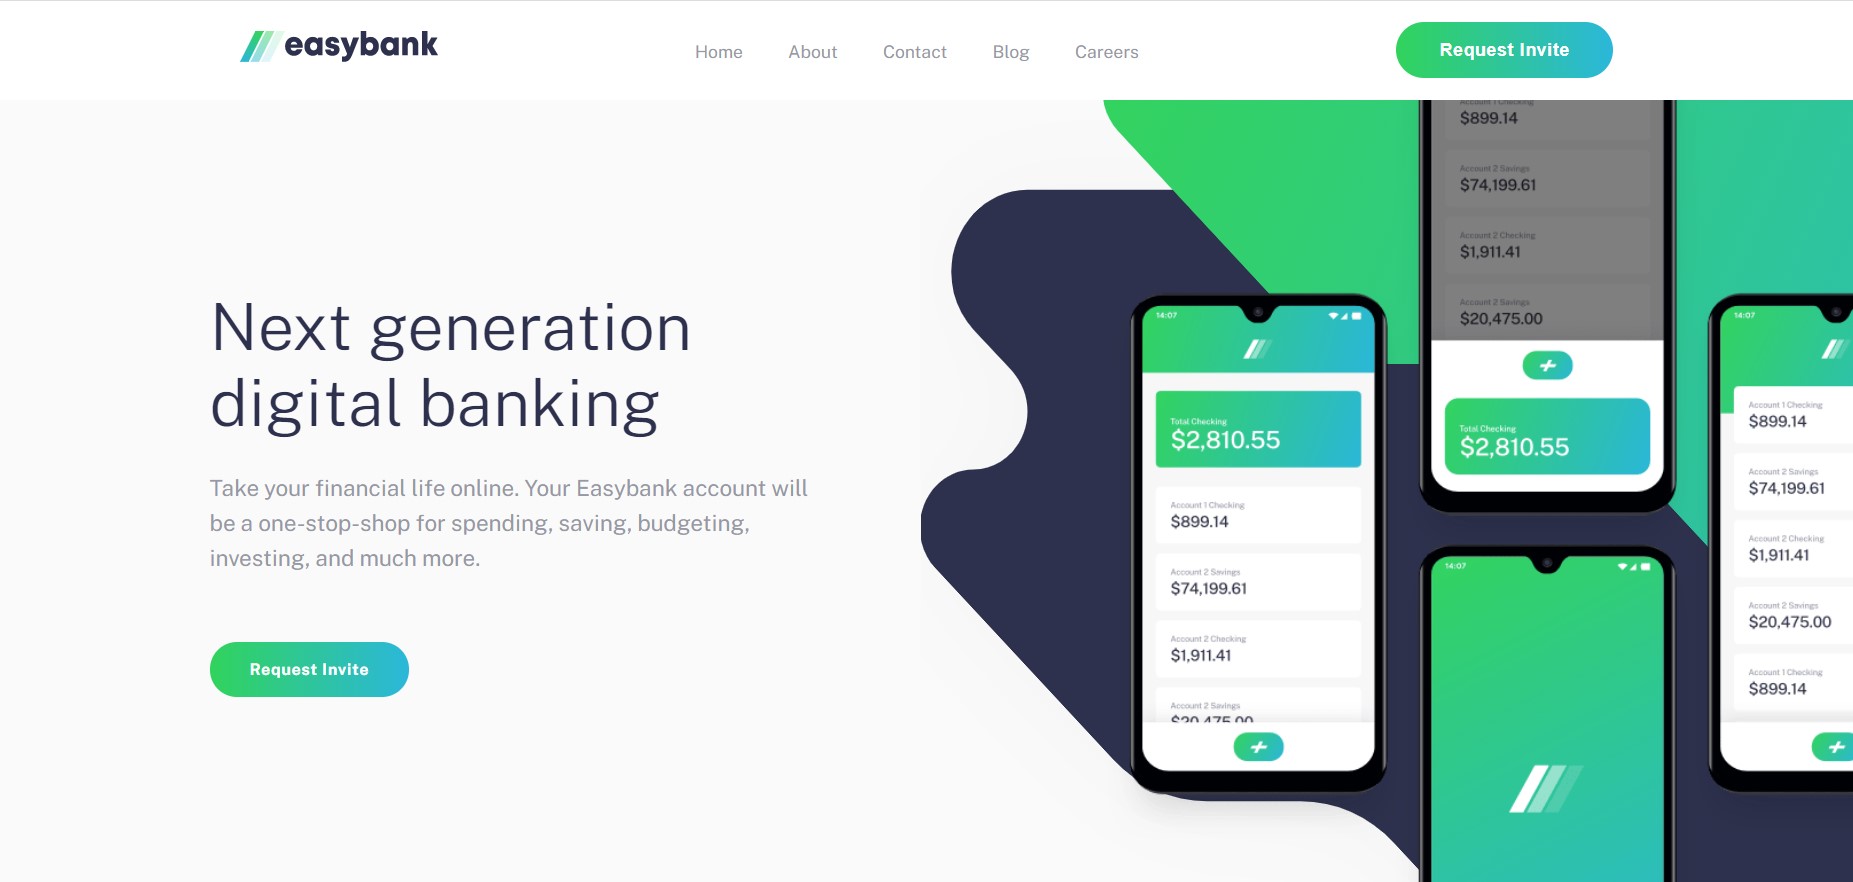 easybank
Home
About
Contact
Blog
Careers
Request Invite
Next generation
digital banking
Take your financial life online. Your Easybank account will
be a one-stop-shop for spending, saving, budgeting,
investing, and much more.
Request Invite
14:07
Total Checking
$2,810.55
Account 1 Checking
$899.14
Account 2 Savings
$74,199.61
Account 2 Checking
$1,911.41
Account 2 Savings
$20,475.00
Account 1 Checking
$899.14
Account 2 Savings
$74,199.61
Account 2 Checking
$1,911.41
Account 2 Savings
$20,475.00
Total Checking
$2,810.55
14:07
14:07
Account 1 Checking
$899.14
Account 2 Savings
$74,199.61
Account 2 Checking
$1,911.41
Account 2 Savings
$20,475.00
Account 1 Checking
$899.14